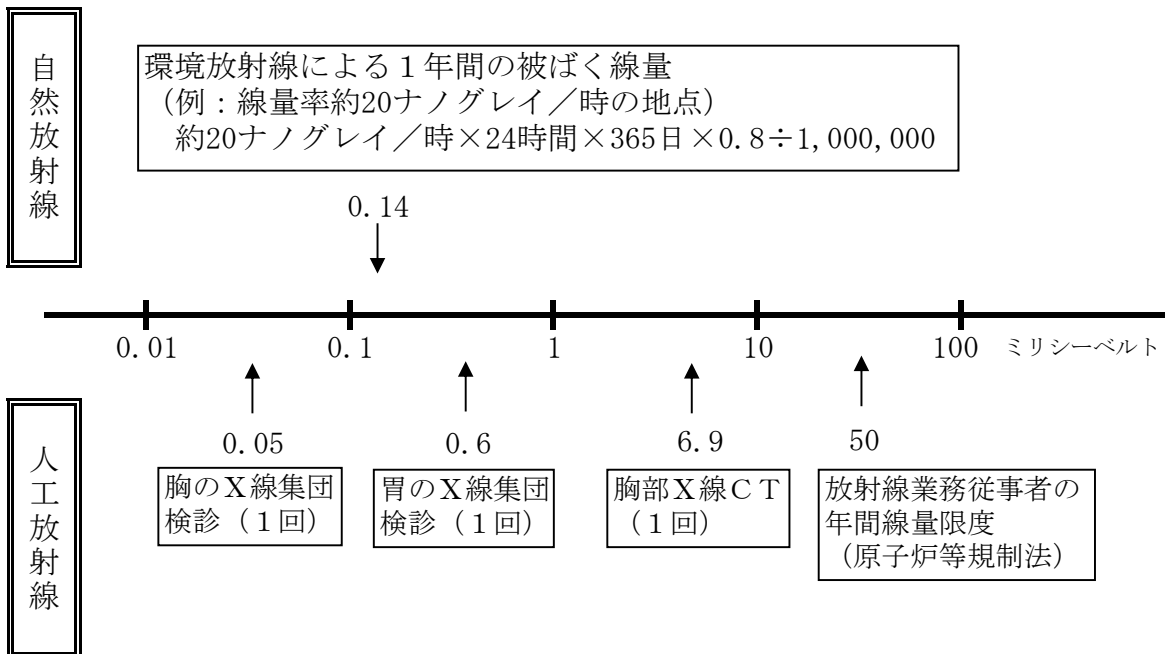 自然放射線
環境放射線による１年間の被ばく線量
（例：線量率約20ナノグレイ／時の地点）
約20ナノグレイ／時×24時間×365日×0.8÷1,000,000
0.14
0.01 0.1 1 10 100 ミリシーベルト
人工放射線
0.05 0.6 6.9 50
胸のＸ線集団
検診（１回）
胃のＸ線集団
検診（１回）
胸部Ｘ線ＣＴ
（１回）
放射線業務従事者の
年間線量限度
（原子炉等規制法）